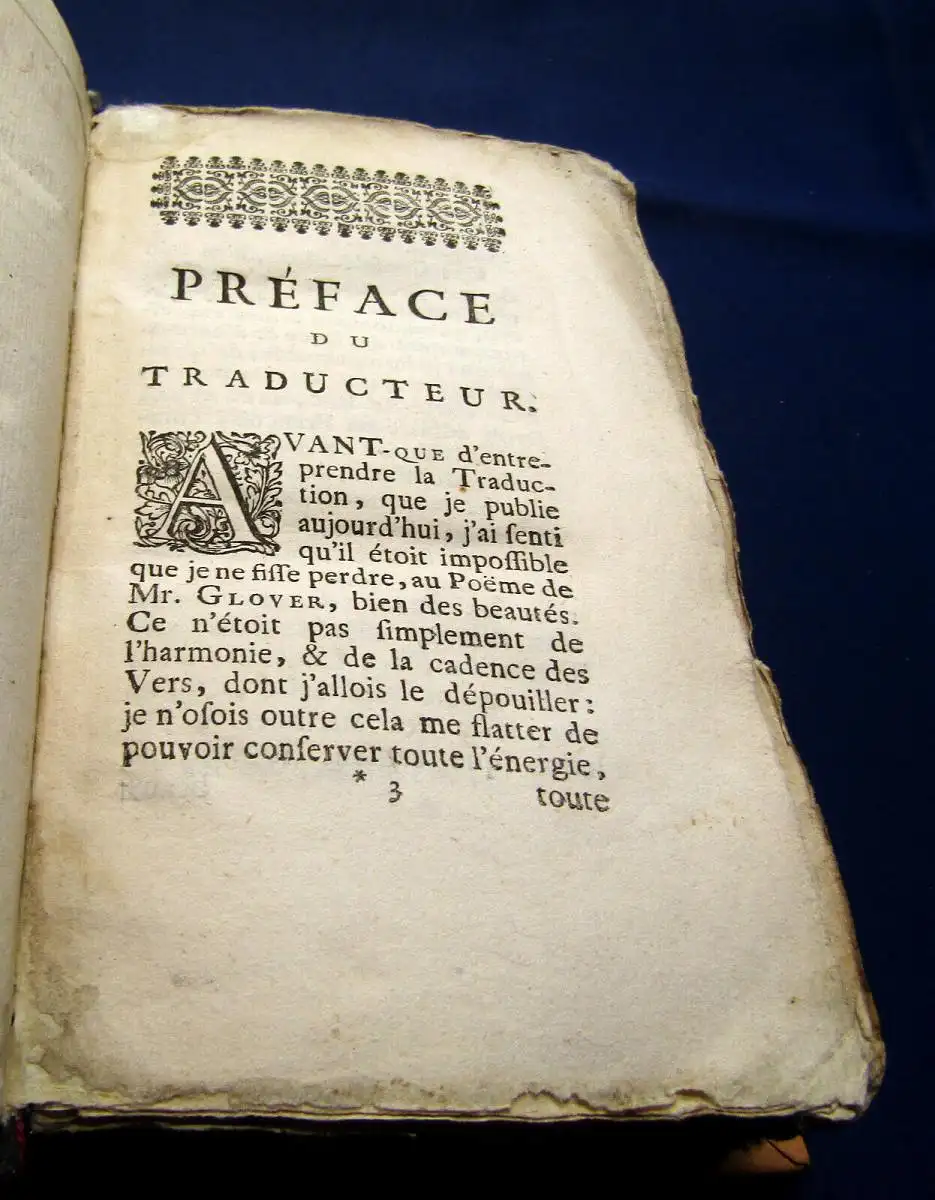 PRÉFACE
DU
TRADUCTEUR.
AVANT-QUE d'entre-
prendre la Traduc-
tion, que je publie
aujourd'hui, j'ai ſenti
qu'il étoit impoſſible
que je ne fiſſe perdre, au Poëme de
Mr. GLOVER, bien des beautés.
Ce n'étoit pas ſimplement de
l'harmonie, & de la cadence des
Vers, dont j'allois le dépouiller:
je n'oſois outre cela me flatter de
pouvoir conſerver toute l'énergie,
* 3 toute